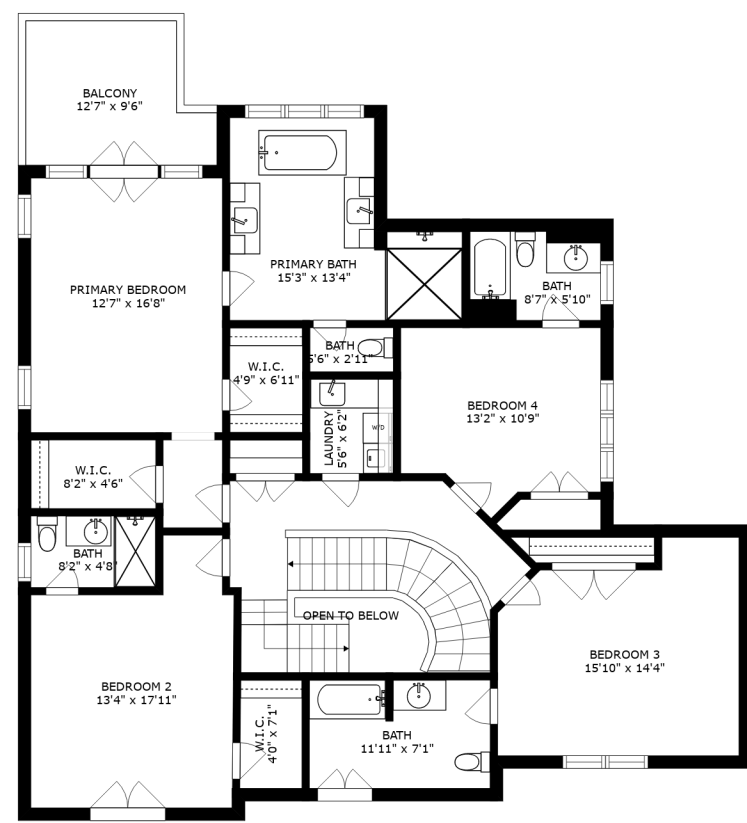 BALCONY
12'7" x 9'6"
PRIMARY BATH
15'3" x 13'4"
PRIMARY BEDROOM
12'7" x 16'8"
BATH
8'7" x 5'10"
BATH
5'6" x 2'11"
W.I.C.
4'9" x 6'11"
LAUNDRY
5'6" x 6'2"
W/D
BEDROOM 4
13'2" x 10'9"
W.I.C.
8'2" x 4'6"
BATH
8'2" x 4'8"
OPEN TO BELOW
BEDROOM 3
15'10" x 14'4"
BEDROOM 2
13'4" x 17'11"
W.I.C.
4'0" x 7'1"
BATH
11'11" x 7'1"